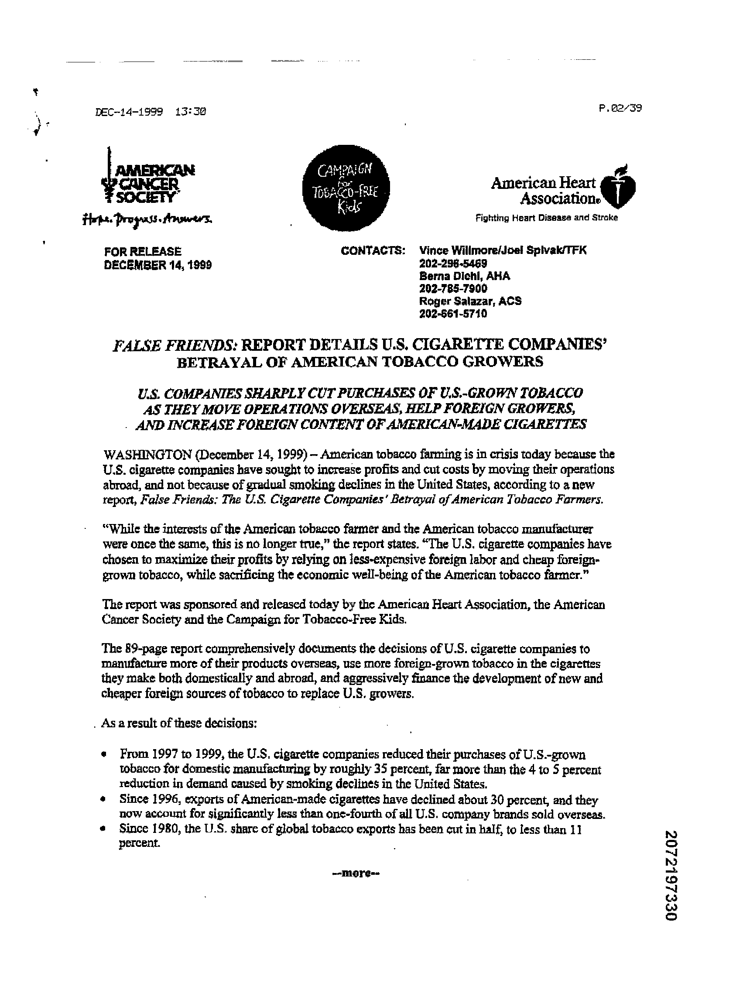 DEC-14-1999 13:30
P.02/39
AMERICAN
CANCER
SOCIETY
Hope. Progress. Answers.
CAMPAIGN
for
TOBACCO-FREE
Kids
American Heart
Association®
Fighting Heart Disease and Stroke
FOR RELEASE
DECEMBER 14, 1999
CONTACTS: Vince Willmore/Joel Spivak/TFK
202-296-5469
Berna Diehl, AHA
202-785-7900
Roger Salazar, ACS
202-661-5710
FALSE FRIENDS: REPORT DETAILS U.S. CIGARETTE COMPANIES’
BETRAYAL OF AMERICAN TOBACCO GROWERS
U.S. COMPANIES SHARPLY CUT PURCHASES OF U.S.-GROWN TOBACCO
AS THEY MOVE OPERATIONS OVERSEAS, HELP FOREIGN GROWERS,
AND INCREASE FOREIGN CONTENT OF AMERICAN-MADE CIGARETTES
WASHINGTON (December 14, 1999) – American tobacco farming is in crisis today because the
U.S. cigarette companies have sought to increase profits and cut costs by moving their operations
abroad, and not because of gradual smoking declines in the United States, according to a new
report, False Friends: The U.S. Cigarette Companies’ Betrayal of American Tobacco Farmers.
“While the interests of the American tobacco farmer and the American tobacco manufacturer
were once the same, this is no longer true,” the report states. “The U.S. cigarette companies have
chosen to maximize their profits by relying on less-expensive foreign labor and cheap foreign-
grown tobacco, while sacrificing the economic well-being of the American tobacco farmer.”
The report was sponsored and released today by the American Heart Association, the American
Cancer Society and the Campaign for Tobacco-Free Kids.
The 89-page report comprehensively documents the decisions of U.S. cigarette companies to
manufacture more of their products overseas, use more foreign-grown tobacco in the cigarettes
they make both domestically and abroad, and aggressively finance the development of new and
cheaper foreign sources of tobacco to replace U.S. growers.
As a result of these decisions:
• From 1997 to 1999, the U.S. cigarette companies reduced their purchases of U.S.-grown
tobacco for domestic manufacturing by roughly 35 percent, far more than the 4 to 5 percent
reduction in demand caused by smoking declines in the United States.
• Since 1996, exports of American-made cigarettes have declined about 30 percent, and they
now account for significantly less than one-fourth of all U.S. company brands sold overseas.
• Since 1980, the U.S. share of global tobacco exports has been cut in half, to less than 11
percent.
--more--
2072197330